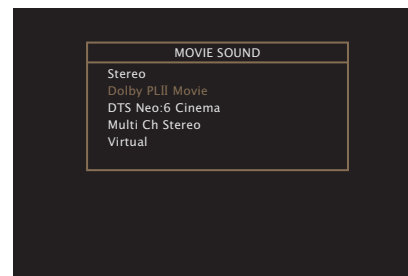 MOVIE SOUND
Stereo
Dolby PLⅡ Movie
DTS Neo:6 Cinema
Multi Ch Stereo
Virtual